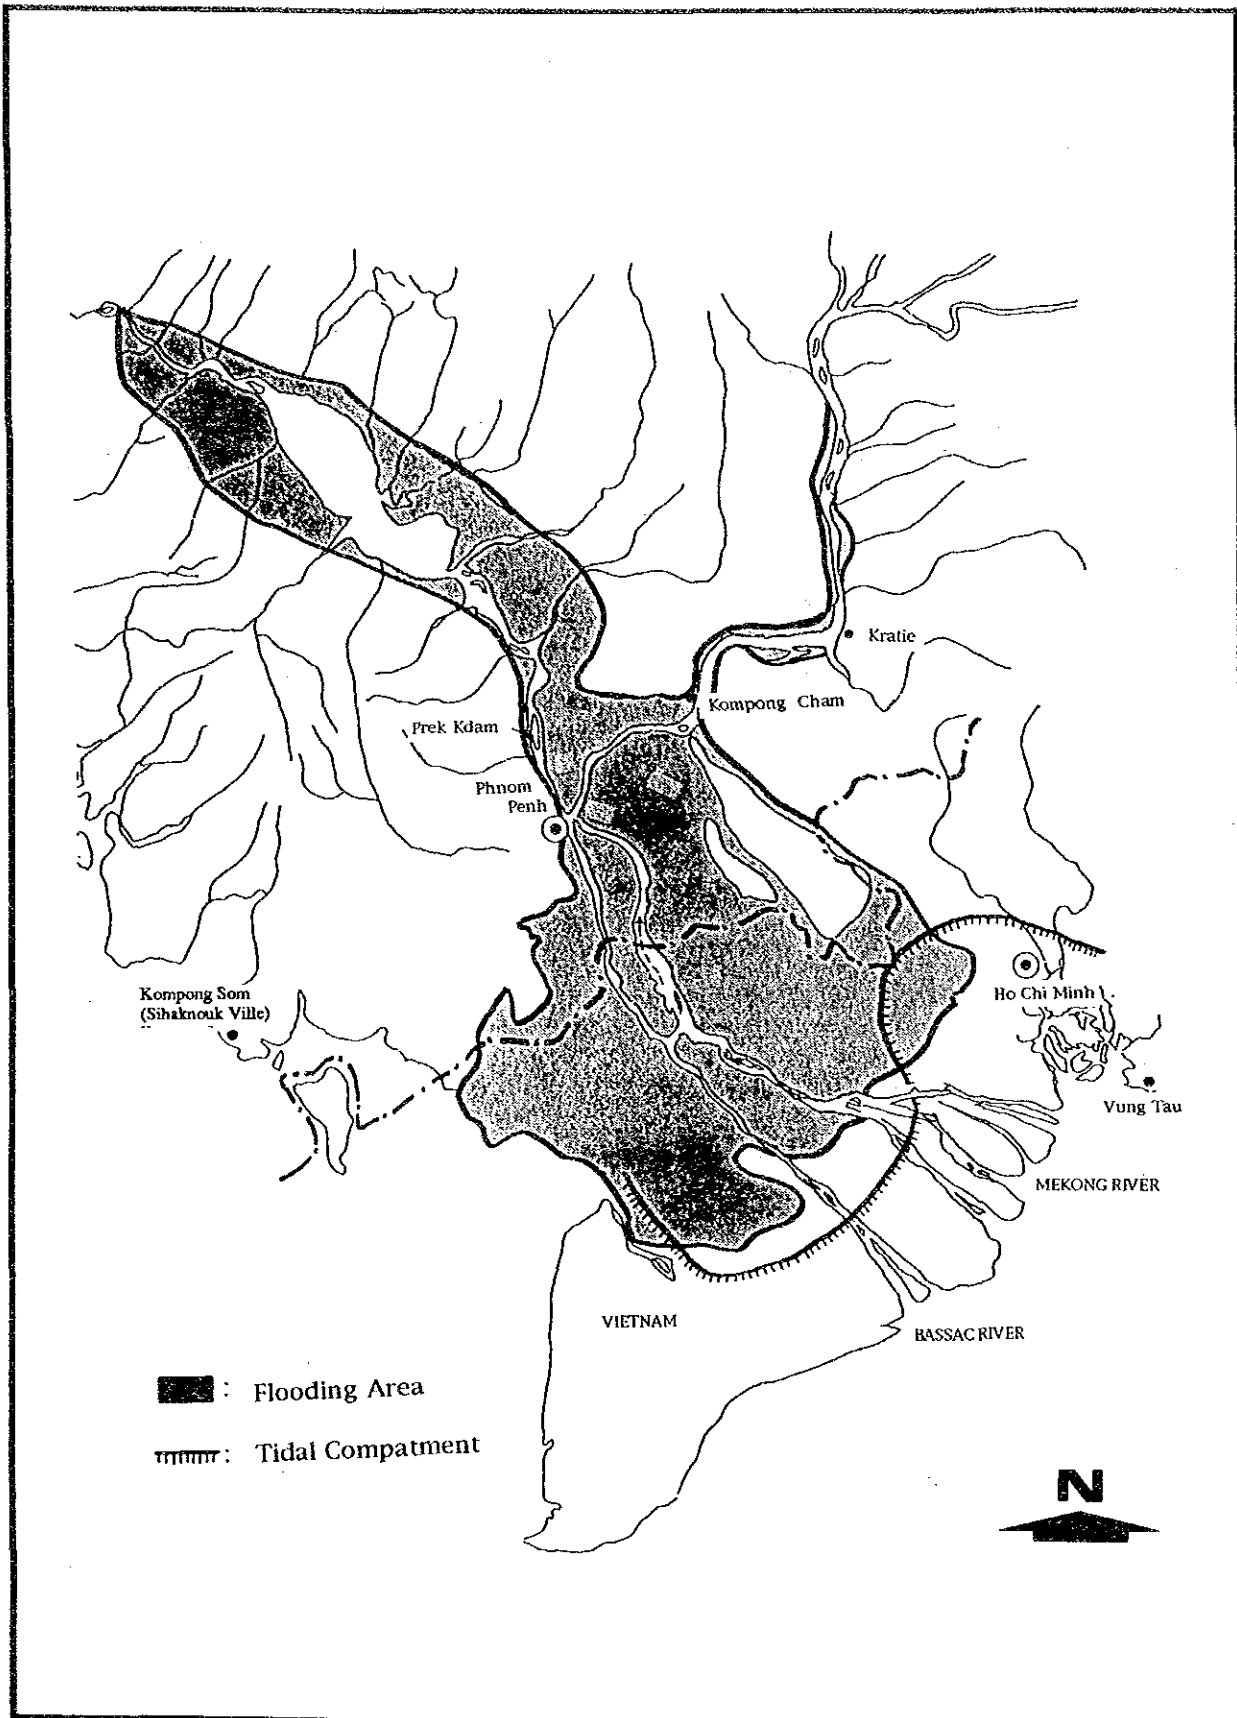 Kratie
Kompong Cham
Prek Kdam
Phnom
Penh
Kompong Som
(Sihaknouk Ville)
Ho Chi Minh
Vung Tau
MEKONG RIVER
VIETNAM
BASSAC RIVER
: Flooding Area
: Tidal Compatment
N